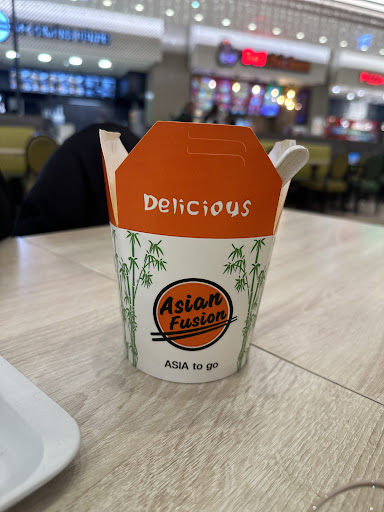 Delicious
Asian
Fusion
ASIA to go